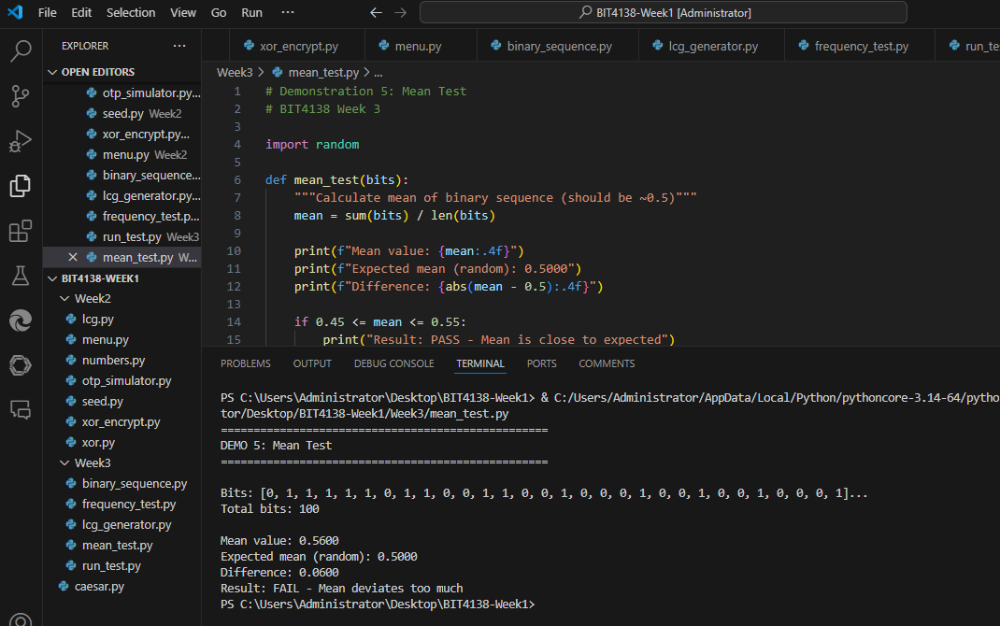 File Edit Selection View Go Run ··· ← → BIT4138-Week1 [Administrator]
EXPLORER ···
OPEN EDITORS
otp_simulator.py...
seed.py Week2
xor_encrypt.py...
menu.py Week2
binary_sequence...
lcg_generator.py...
frequency_test.p...
run_test.py Week3
mean_test.py W...
BIT4138-WEEK1
Week2
lcg.py
menu.py
numbers.py
otp_simulator.py
seed.py
xor_encrypt.py
xor.py
Week3
binary_sequence.py
frequency_test.py
lcg_generator.py
mean_test.py
run_test.py
caesar.py
xor_encrypt.py menu.py binary_sequence.py lcg_generator.py frequency_test.py run_te
Week3 > mean_test.py > ...
1 # Demonstration 5: Mean Test
2 # BIT4138 Week 3
3
4 import random
5
6 def mean_test(bits):
7 """Calculate mean of binary sequence (should be ~0.5)"""
8 mean = sum(bits) / len(bits)
9
10 print(f"Mean value: {mean:.4f}")
11 print(f"Expected mean (random): 0.5000")
12 print(f"Difference: {abs(mean - 0.5):.4f}")
13
14 if 0.45 <= mean <= 0.55:
15 print("Result: PASS - Mean is close to expected")
PROBLEMS OUTPUT DEBUG CONSOLE TERMINAL PORTS COMMENTS
PS C:\Users\Administrator\Desktop\BIT4138-Week1> & C:/Users/Administrator/AppData/Local/Python/pythoncore-3.14-64/pytho
tor/Desktop/BIT4138-Week1/Week3/mean_test.py
==================================================
DEMO 5: Mean Test
==================================================
Bits: [0, 1, 1, 1, 1, 1, 0, 1, 1, 0, 0, 1, 1, 0, 0, 1, 0, 0, 0, 1, 0, 0, 1, 0, 0, 1, 0, 0, 0, 1]...
Total bits: 100
Mean value: 0.5600
Expected mean (random): 0.5000
Difference: 0.0600
Result: FAIL - Mean deviates too much
PS C:\Users\Administrator\Desktop\BIT4138-Week1>